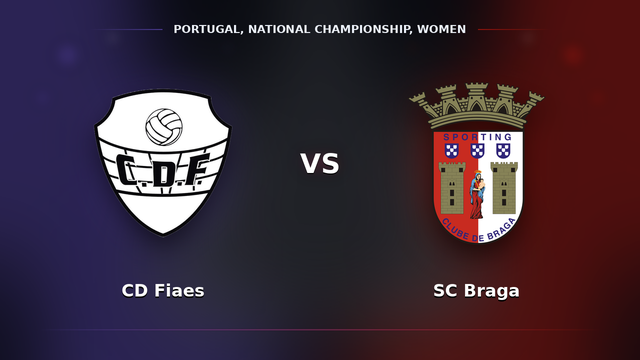 PORTUGAL, NATIONAL CHAMPIONSHIP, WOMEN
C.D.F
VS
SPORTING
CLUBE DE BRAGA
CD Fiaes
SC Braga